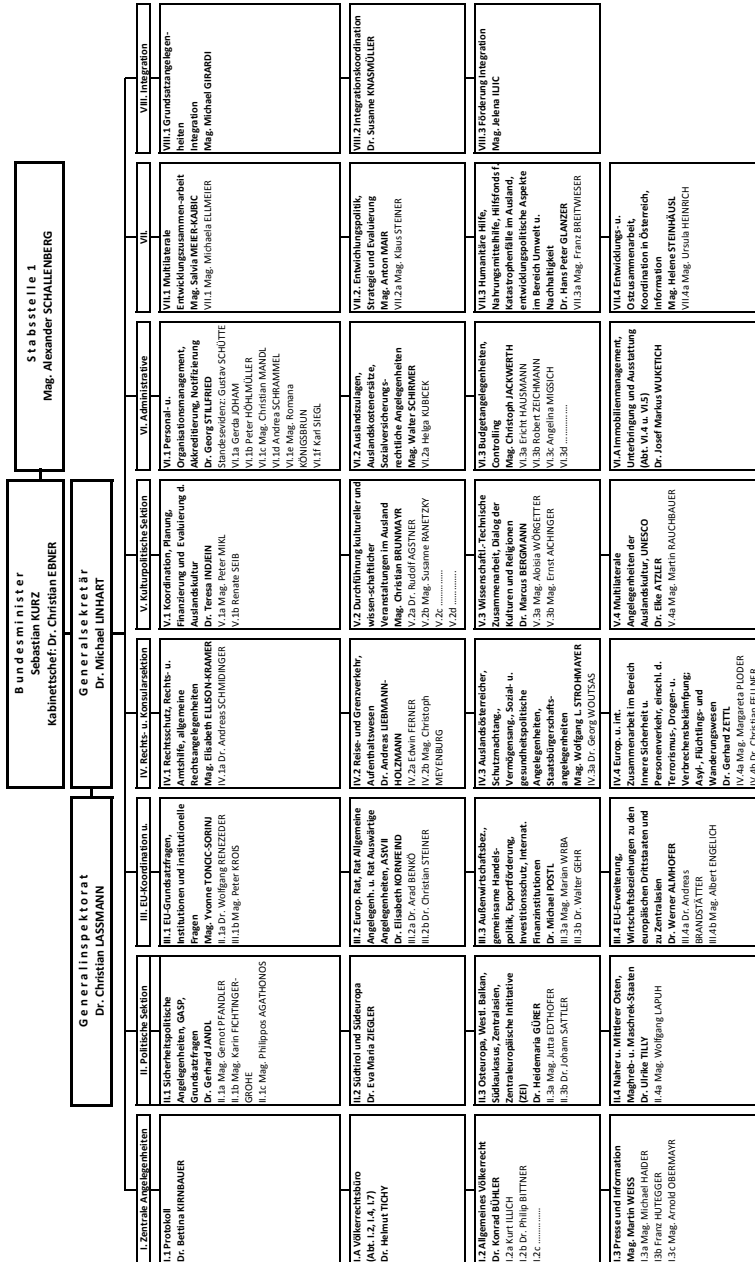 Bundesminister
Sebastian KURZ
Kabinettschef: Dr. Christian EBNER
Stabsstelle 1
Mag. Alexander SCHALLENBERG
Generalinspektorat
Dr. Christian LASSMANN
Generalsekretär
Dr. Michael LINHART
I. Zentrale Angelegenheiten
I.1 Protokoll
Dr. Bettina KIRNBAUER
I.A Völkerrechtsbüro
(Abt. I.2, I.4, I.7)
Dr. Helmut TICHY
I.2 Allgemeines Völkerrecht
Dr. Konrad BÜHLER
I.2a Kurt ILLICH
I.2b Dr. Philip BITTNER
I.2c ..............
I.3 Presse und Information
Mag. Martin WEISS
I.3a Mag. Michael HAIDER
I3b Franz HUTEGGER
I.3c Mag. Arnold OBERMAYR
II. Politische Sektion
II.1 Sicherheitspolitische
Angelegenheiten, GASP,
Grundsatzfragen
Dr. Gerhard JANDL
II.1a Mag. Gernot PFANDLER
II.1b Mag. Karin FICHTINGER-
GROHE
II.1c Mag. Philippos AGATHONOS
II.2 Südtirol und Südeuropa
Dr. Eva Maria ZIEGLER
II.3 Osteuropa, Westl. Balkan,
Südkaukasus, Zentralasien,
Zentraleuropäische Initiative
(ZEI)
Dr. Heidemaria GÜRER
II.3a Mag. Jutta EDTHOFER
II.3b Dr. Johann SATTLER
II.4 Naher u. Mittlerer Osten,
Maghreb- u. Maschrek-Staaten
Dr. Ulrike TILLY
II.4a Mag. Wolfgang LAPUH
III. EU-Koordination u.
III.1 EU-Grundsatzfragen,
Institutionen und institutionelle
Fragen
Mag. Yvonne TONCIC-SORINJ
II.1a Dr. Wolfgang RENEZEDER
III.1b Mag. Peter KROIS
III.2 Europ. Rat, Rat Allgemeine
Angelegenh. u. Rat Auswärtige
Angelegenheiten, AStVII
Dr. Elisabeth KORNFEIND
III.2a Dr. Arad BENKÖ
III.2b Dr. Christian STEINER
III.3 Außenwirtschaftsbez.,
gemeinsame Handels-
politik, Exportförderung,
Investitionsschutz, Internat.
Finanzinstitutionen
Dr. Michael POSTL
III.3a Mag. Marian WRBA
III.3b Dr. Walter GEHR
III.4 EU-Erweiterung,
Wirtschaftsbeziehungen zu den
europäischen Drittstaaten und
zu Zentralasien
Dr. Werner ALMHOFER
III.4a Dr. Andreas
BRANDSTÄTTER
III.4b Mag. Albert ENGELICH
IV. Rechts- u. Konsularsektion
IV.1 Rechtsschutz, Rechts- u.
Amtshilfe, allgemeine
Rechtsangelegenheiten
Mag. Elisabeth ELLISON-KRAMER
IV.1a Dr. Andreas SCHMIDINGER
IV.2 Reise- und Grenzverkehr,
Aufenthaltswesen
Dr. Andreas LIEBMANN-
HOLZMANN
IV.2a Edwin FERNER
IV.2b Mag. Christoph
MEYENBURG
IV.3 Auslandsösterreicher,
Schutzmachtang.,
Vermögensang., Sozial- u.
gesundheitspolitische
Angelegenheiten,
Staatsbürgerschafts-
angelegenheiten
Mag. Wolfgang L. STROHMAYER
IV.3a Dr. Georg WOUTSAS
IV.4 Europ. u. int.
Zusammenarbeit im Bereich
Innere Sicherheit u.
Personenverkehr, einschl. d.
Terrorismus, Drogen- u.
Verbrechensbekämpfung;
Asyl-, Flüchtlings- und
Wanderungswesen
Dr. Gerhard ZETTL
IV.4a Mag. Margareta PLODER
IV.4b Dr. Christian FELLNER
V. Kulturpolitische Sektion
V.1 Koordination, Planung,
Finanzierung und Evaluierung d.
Auslandskultur
Dr. Teresa INDJEIN
V.1a Mag. Peter MIKL
V.1b Renate SEIB
V.2 Durchführung kultureller und
wissen-schaftlicher
Veranstaltungen im Ausland
Mag. Christian BRUNMAYR
V.2a Dr. Rudolf AGSTNER
V.2b Mag. Susanne RANETZKY
V.2c ..............
V.2d ..............
V.3 Wissenschaftl.-Technische
Zusammenarbeit, Dialog der
Kulturen und Religionen
Dr. Marcus BERGMANN
V.3a Mag. Aloisia WÖRGETTER
V.3b Mag. Ernst AICHINGER
V.4 Multilaterale
Angelegenheiten der
Auslandskultur, UNESCO
Dr. Elke ATZLER
V.4a Mag. Martin RAUCHBAUER
VI. Administrative
VI.1 Personal- u.
Organisationsmanagement,
Akkreditierung, Notifizierung
Dr. Georg STILLFRIED
Standesevidenz: Gustav SCHÜTTE
VI.1a Gerda JOHAM
VI.1b Peter HÖHLMÜLLER
VI.1c Mag. Christian MANDL
VI.1d Andrea SCHRAMMEL
VI.1e Mag. Romana
KÖNIGSBRUN
VI.1f Karl SIEGL
VI.2 Auslandszulagen,
Auslandskostenersätze,
Sozialversicherungs-
rechtliche Angelegenheiten
Mag. Walter SCHIRMER
VI.2a Helga KUBICEK
VI.3 Budgetangelegenheiten,
Controlling
Mag. Christoph JACKWERTH
VI.3a Ericht HAUSMANN
VI.3b Robert ZEICHMANN
VI.3c Angelina MIGSICH
VI.3d ..............
VI.A Immobilienmanagement,
Unterbringung und Ausstattung
(Abt. VI.4 u. VI.5)
Dr. Josef Markus WUKETICH
VII.
VII.1 Multilaterale
Entwicklungszusammen-arbeit
Mag. Salvia MEIER-KAJBIC
VII.1 Mag. Michaela ELLMEIER
VII.2. Entwicklungspolitik,
Strategie und Evaluierung
Mag. Anton MAIR
VII.2a Mag. Klaus STEINER
VII.3 Humanitäre Hilfe,
Nahrungsmittelhilfe, Hilfsfonds f.
Katastrophenfälle im Ausland,
entwicklungspolitische Aspekte
im Bereich Umwelt u.
Nachhaltigkeit
Dr. Hans Peter GLANZER
VII.3a Mag. Franz BREITWIESER
VII.4 Entwicklungs- u.
Ostzusammenarbeit,
Koordination in Österreich,
Information
Mag. Helene STEINHÄUSL
VII.4a Mag. Ursula HEINRICH
VIII. Integration
VIII.1 Grundsatzangelegen-
heiten
Integration
Mag. Michael GIRARDI
VIII.2 Integrationskoordination
Dr. Susanne KNASMÜLLER
VIII.3 Förderung Integration
Mag. Jelena ILIC